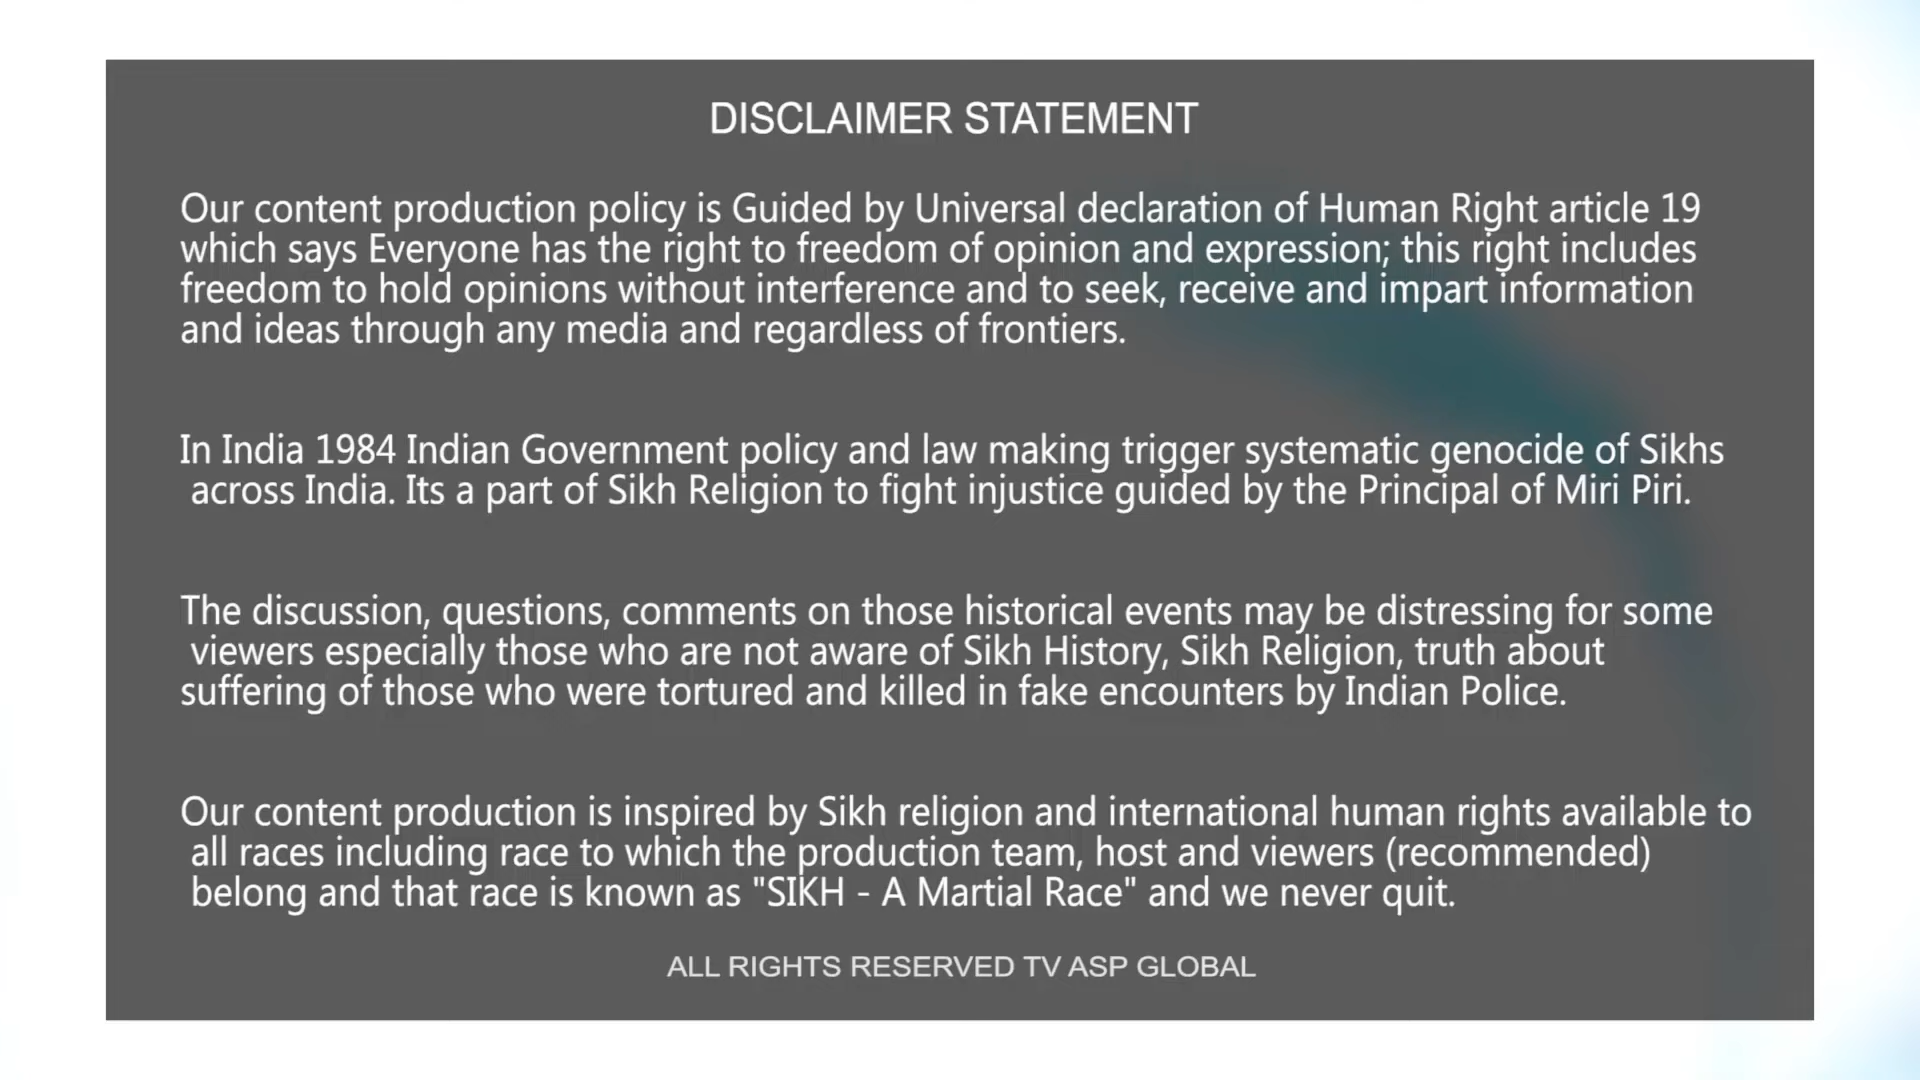 DISCLAIMER STATEMENT
Our content production policy is Guided by Universal declaration of Human Right article 19
which says Everyone has the right to freedom of opinion and expression; this right includes
freedom to hold opinions without interference and to seek, receive and impart information
and ideas through any media and regardless of frontiers.
In India 1984 Indian Government policy and law making trigger systematic genocide of Sikhs
across India. Its a part of Sikh Religion to fight injustice guided by the Principal of Miri Piri.
The discussion, questions, comments on those historical events may be distressing for some
viewers especially those who are not aware of Sikh History, Sikh Religion, truth about
suffering of those who were tortured and killed in fake encounters by Indian Police.
Our content production is inspired by Sikh religion and international human rights available to
all races including race to which the production team, host and viewers (recommended)
belong and that race is known as "SIKH - A Martial Race" and we never quit.
ALL RIGHTS RESERVED TV ASP GLOBAL